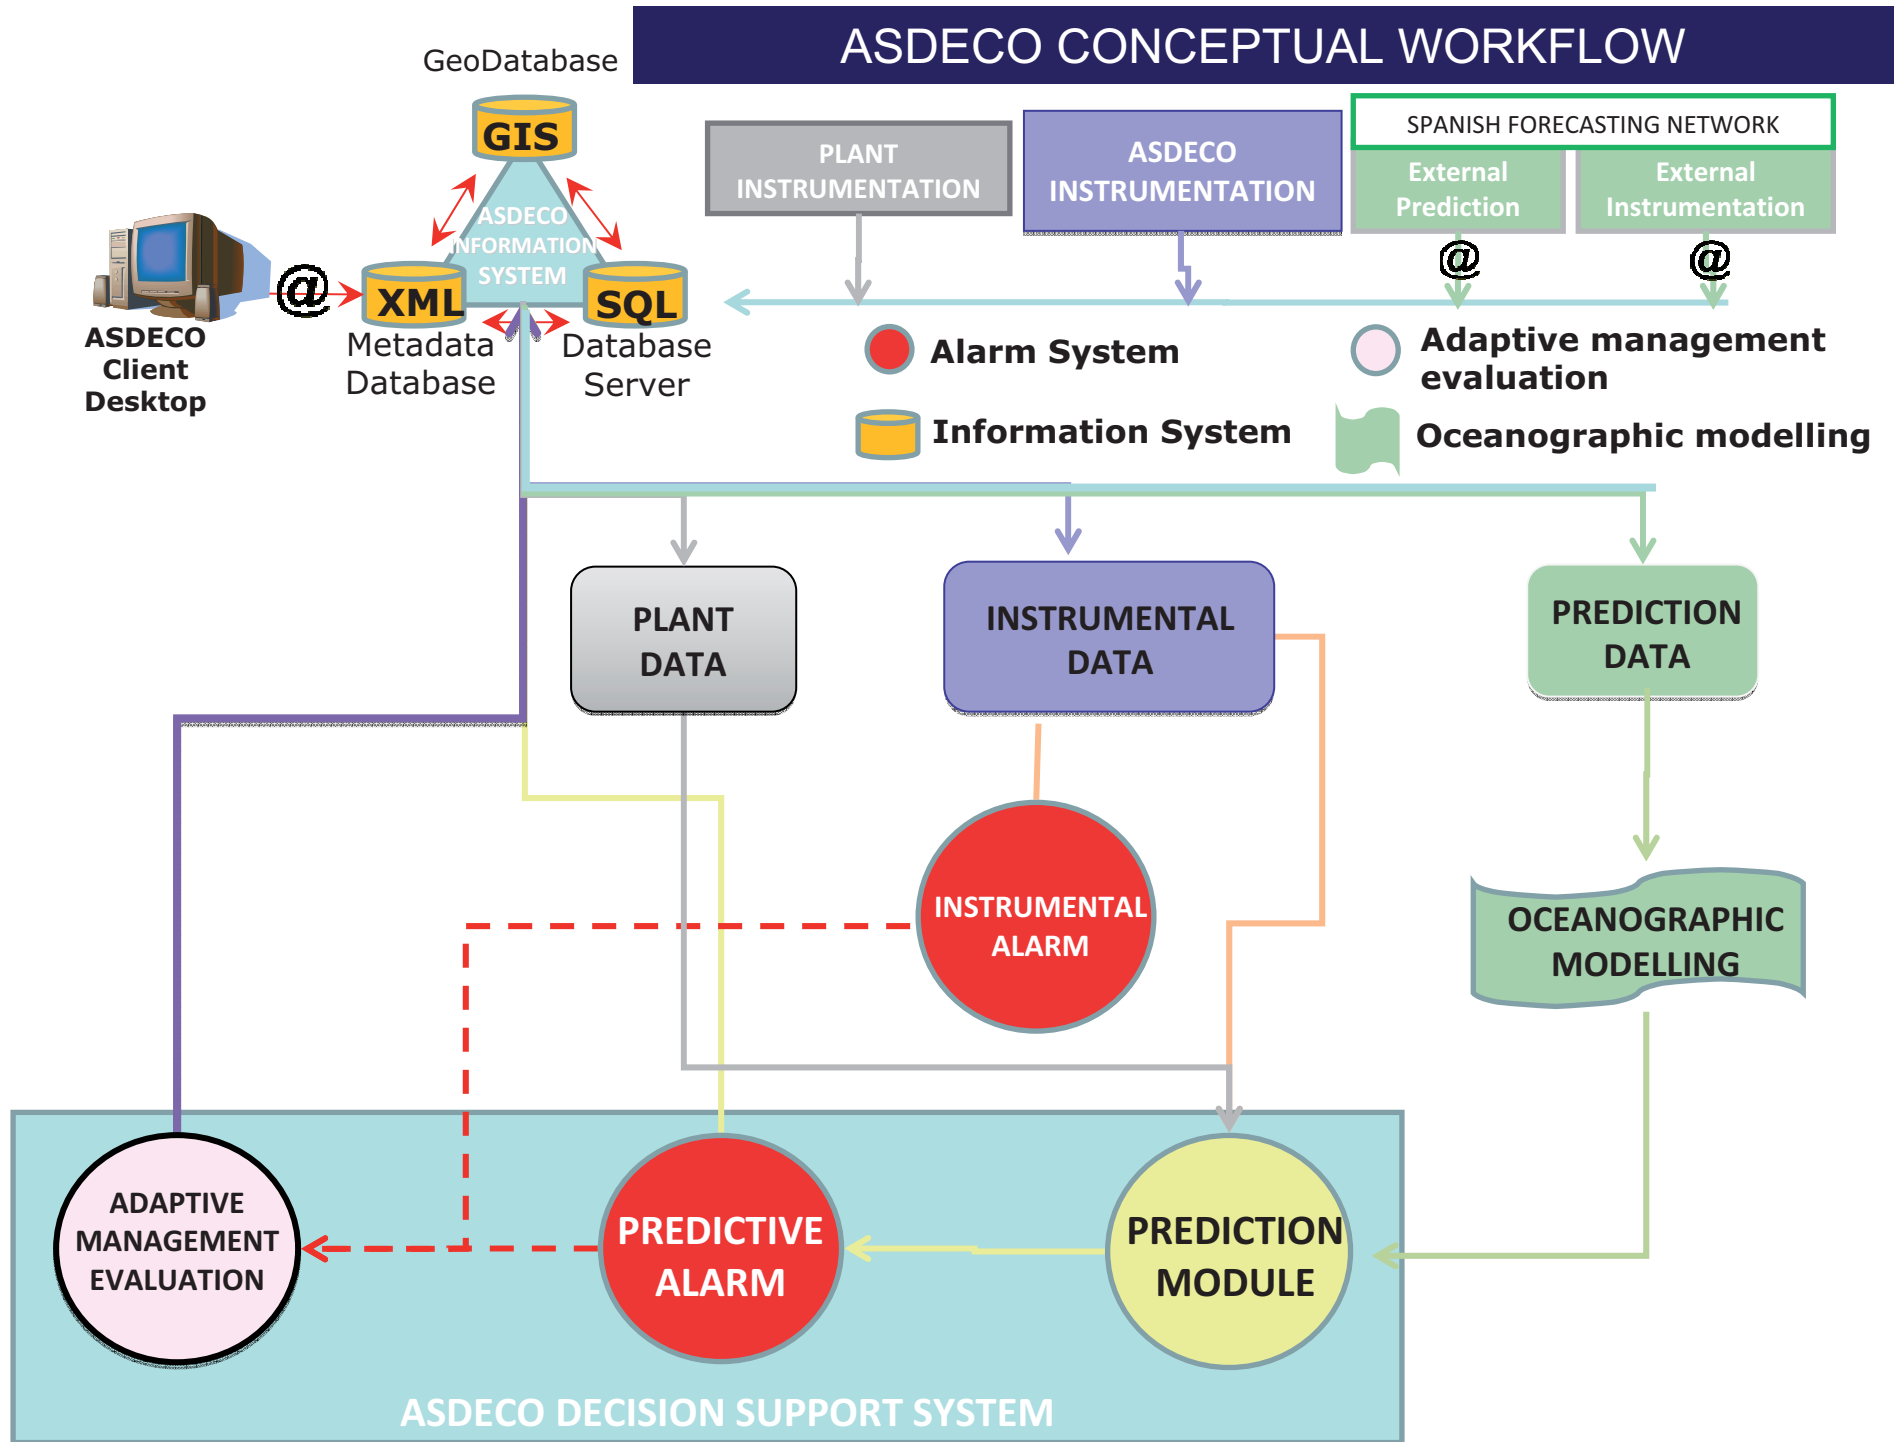 ASDECO CONCEPTUAL WORKFLOW
GeoDatabase
GIS
ASDECO
INFORMATION
SYSTEM
XML
SQL
@
ASDECO
Client
Desktop
Metadata
Database
Database
Server
PLANT
INSTRUMENTATION
ASDECO
INSTRUMENTATION
SPANISH FORECASTING NETWORK
External
Prediction
External
Instrumentation
@
@
Alarm System
Adaptive management
evaluation
Information System
Oceanographic modelling
PLANT
DATA
INSTRUMENTAL
DATA
PREDICTION
DATA
INSTRUMENTAL
ALARM
OCEANOGRAPHIC
MODELLING
ADAPTIVE
MANAGEMENT
EVALUATION
PREDICTIVE
ALARM
PREDICTION
MODULE
ASDECO DECISION SUPPORT SYSTEM